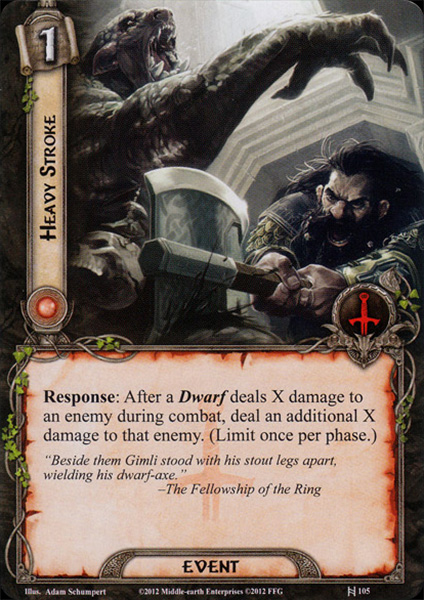 1
HEAVY STROKE
Response: After a Dwarf deals X damage to
an enemy during combat, deal an additional X
damage to that enemy. (Limit once per phase.)
“Beside them Gimli stood with his stout legs apart,
wielding his dwarf-axe.”
–The Fellowship of the Ring
EVENT
Illus. Adam Schumpert
©2012 Middle-earth Enterprises ©2012 FFG
105